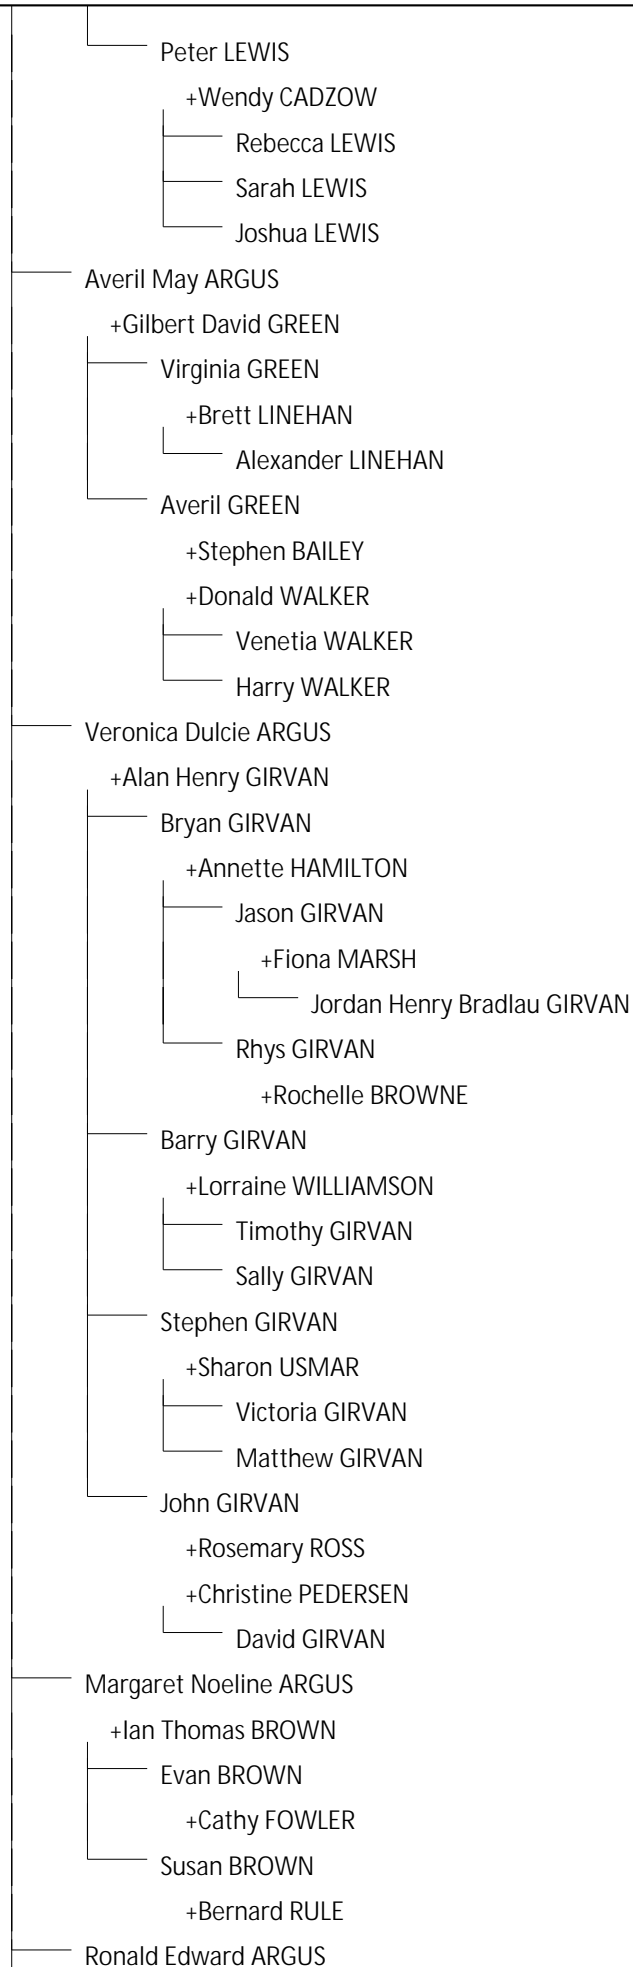 Peter LEWIS
+Wendy CADZOW
Rebecca LEWIS
Sarah LEWIS
Joshua LEWIS
Averil May ARGUS
+Gilbert David GREEN
Virginia GREEN
+Brett LINEHAN
Alexander LINEHAN
Averil GREEN
+Stephen BAILEY
+Donald WALKER
Venetia WALKER
Harry WALKER
Veronica Dulcie ARGUS
+Alan Henry GIRVAN
Bryan GIRVAN
+Annette HAMILTON
Jason GIRVAN
+Fiona MARSH
Jordan Henry Bradlau GIRVAN
Rhys GIRVAN
+Rochelle BROWNE
Barry GIRVAN
+Lorraine WILLIAMSON
Timothy GIRVAN
Sally GIRVAN
Stephen GIRVAN
+Sharon USMAR
Victoria GIRVAN
Matthew GIRVAN
John GIRVAN
+Rosemary ROSS
+Christine PEDERSEN
David GIRVAN
Margaret Noeline ARGUS
+Ian Thomas BROWN
Evan BROWN
+Cathy FOWLER
Susan BROWN
+Bernard RULE
Ronald Edward ARGUS